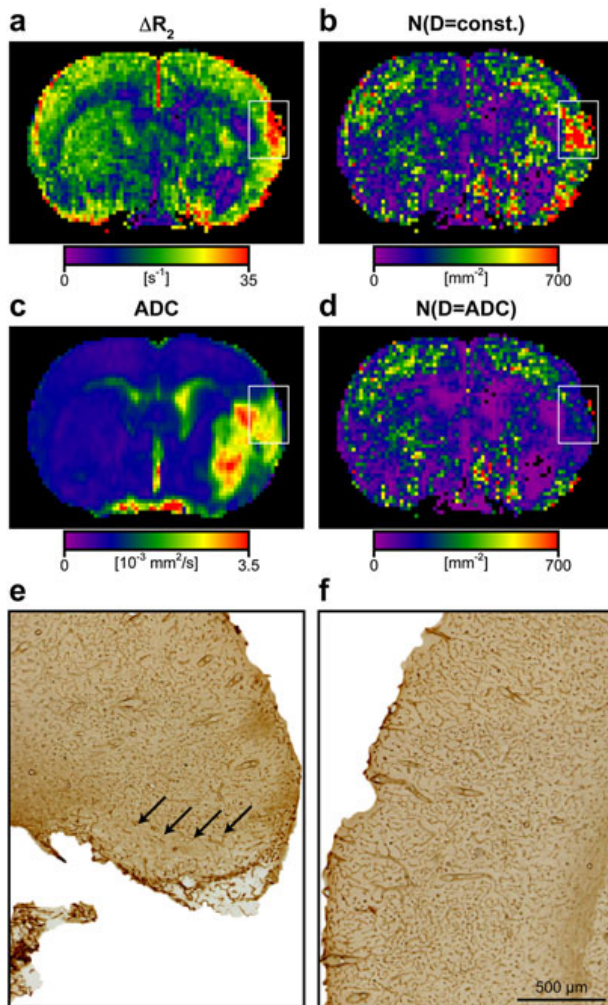 a ΔR₂ b N(D=const.)
0 [s⁻¹] 35 0 [mm⁻²] 700
c ADC d N(D=ADC)
0 [10⁻³ mm²/s] 3.5 0 [mm⁻²] 700
e f
500 µm